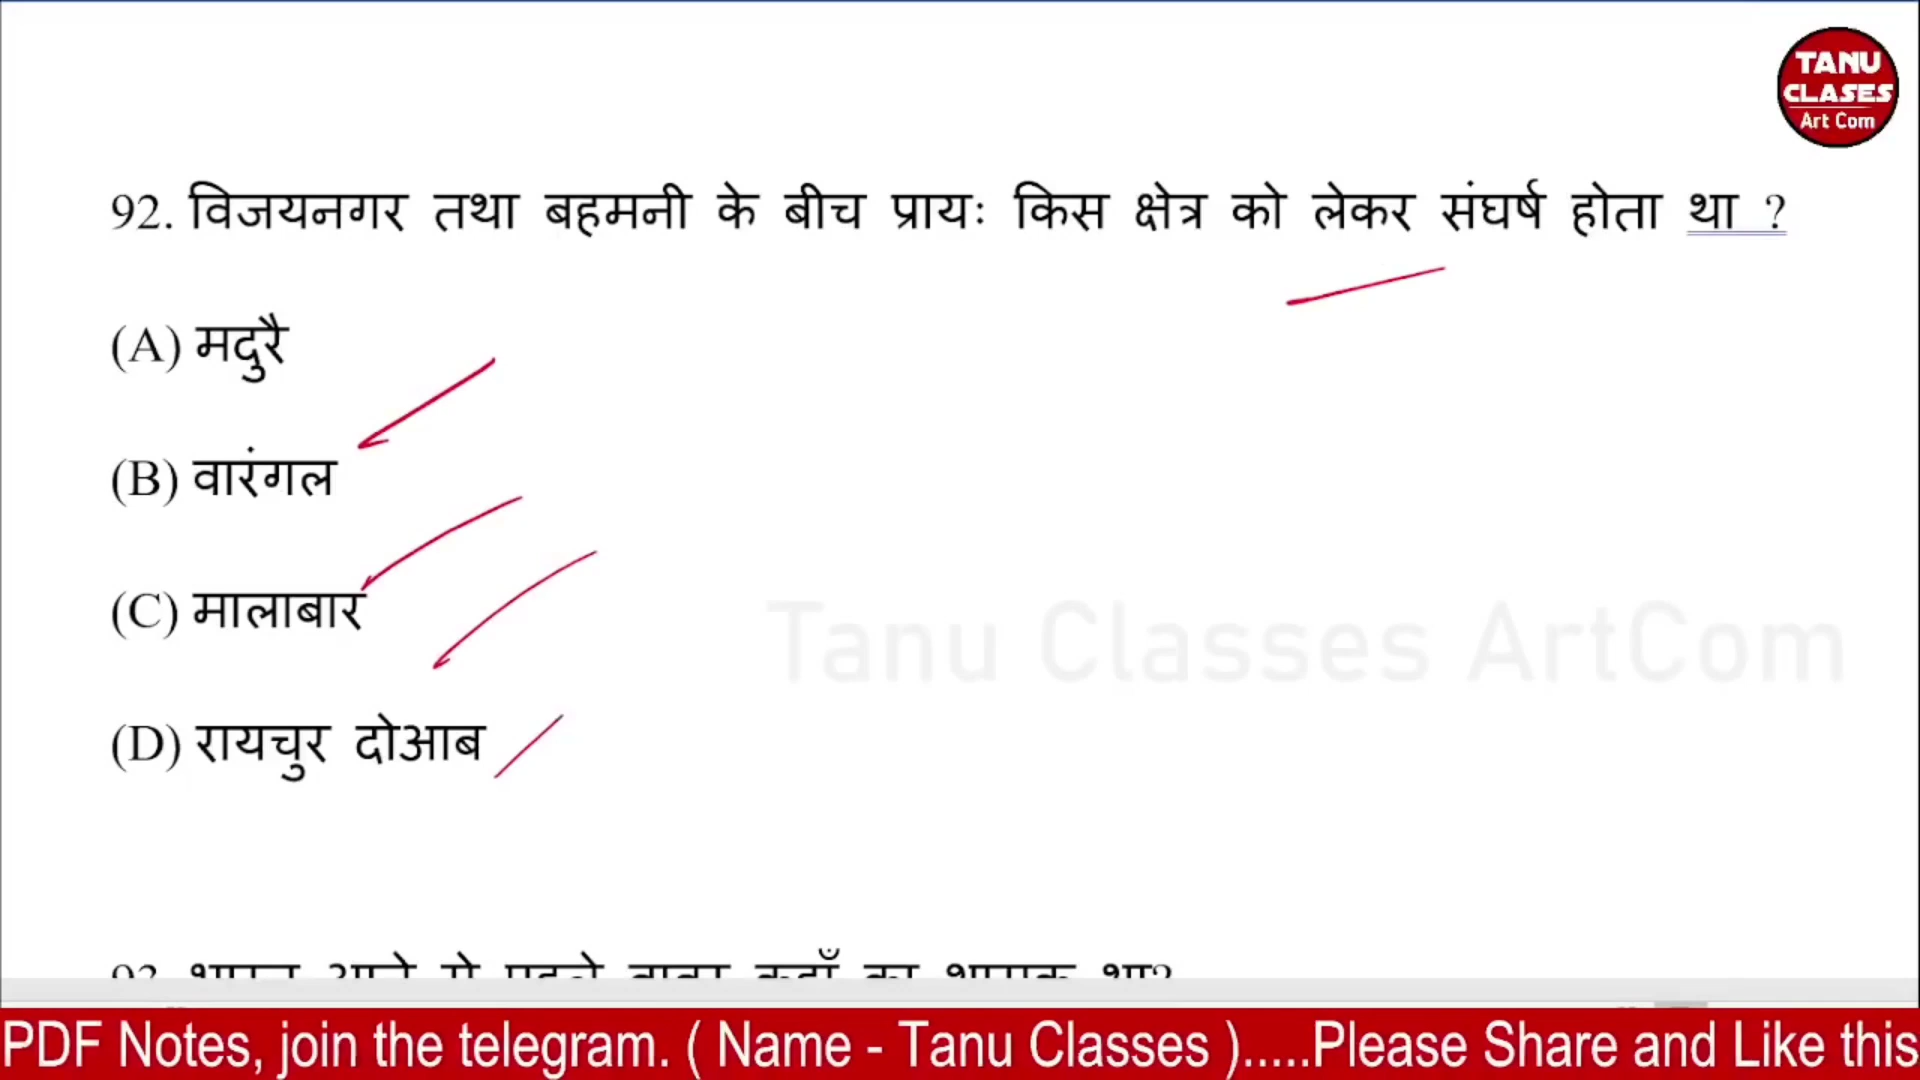 TANU
CLASES
Art Com
92. विजयनगर तथा बहमनी के बीच प्रायः किस क्षेत्र को लेकर संघर्ष होता था ?
(A) मदुरै
(B) वारंगल
(C) मालाबार
Tanu Classes ArtCom
(D) रायचुर दोआब
PDF Notes, join the telegram. ( Name - Tanu Classes ).....Please Share and Like this